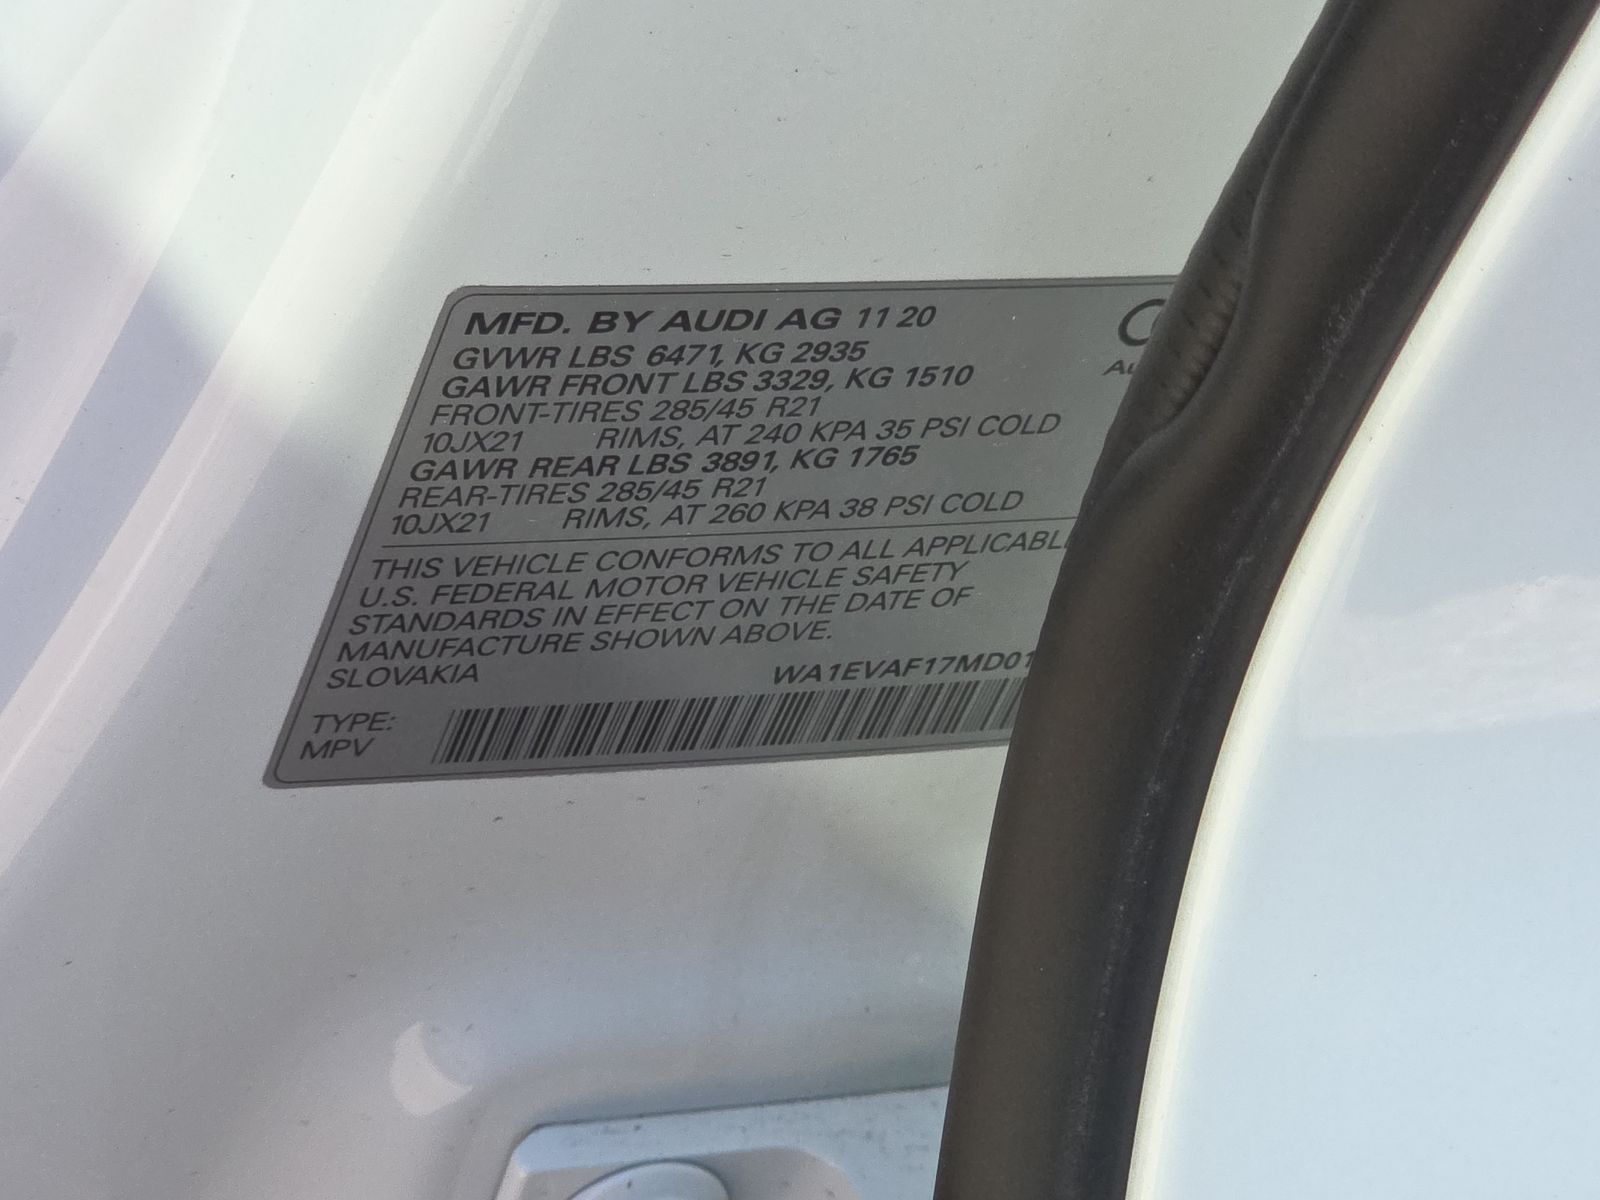 MFD. BY AUDI AG 11 20
GVWR LBS 6471, KG 2935
GAWR FRONT LBS 3329, KG 1510
FRONT-TIRES 285/45 R21
10JX21 RIMS, AT 240 KPA 35 PSI COLD
GAWR REAR LBS 3891, KG 1765
REAR-TIRES 285/45 R21
10JX21 RIMS, AT 260 KPA 38 PSI COLD
THIS VEHICLE CONFORMS TO ALL APPLICABL
U.S. FEDERAL MOTOR VEHICLE SAFETY
STANDARDS IN EFFECT ON THE DATE OF
MANUFACTURE SHOWN ABOVE.
SLOVAKIA WA1EVAF17MD01
TYPE:
MPV